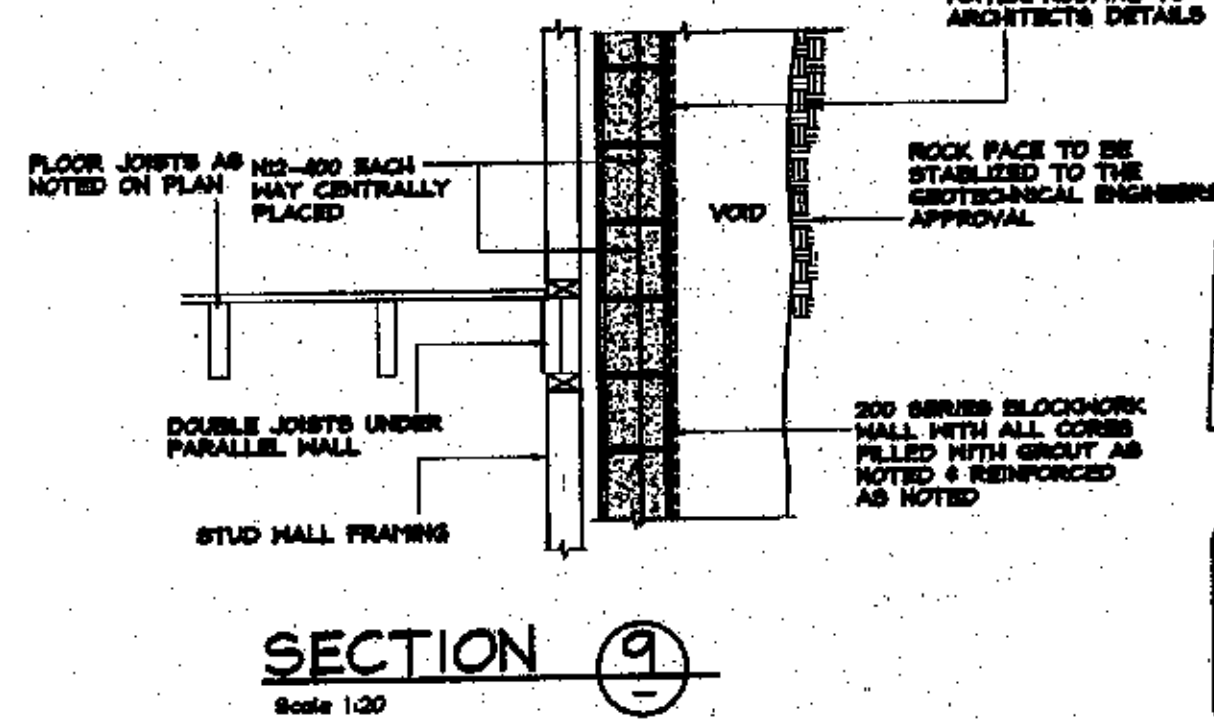 ARCHITECTS DETAILS
FLOOR JOISTS AS
NOTED ON PLAN
N12-400 EACH
WAY CENTRALLY
PLACED
VOID
ROCK FACE TO BE
STABLIZED TO THE
GEOTECHNICAL ENGINEERS
APPROVAL
DOUBLE JOISTS UNDER
PARALLEL WALL
200 SERIES BLOCKWORK
WALL WITH ALL CORES
FILLED WITH GROUT AS
NOTED & REINFORCED
AS NOTED
STUD WALL FRAMING
SECTION 9
Scale 1:20